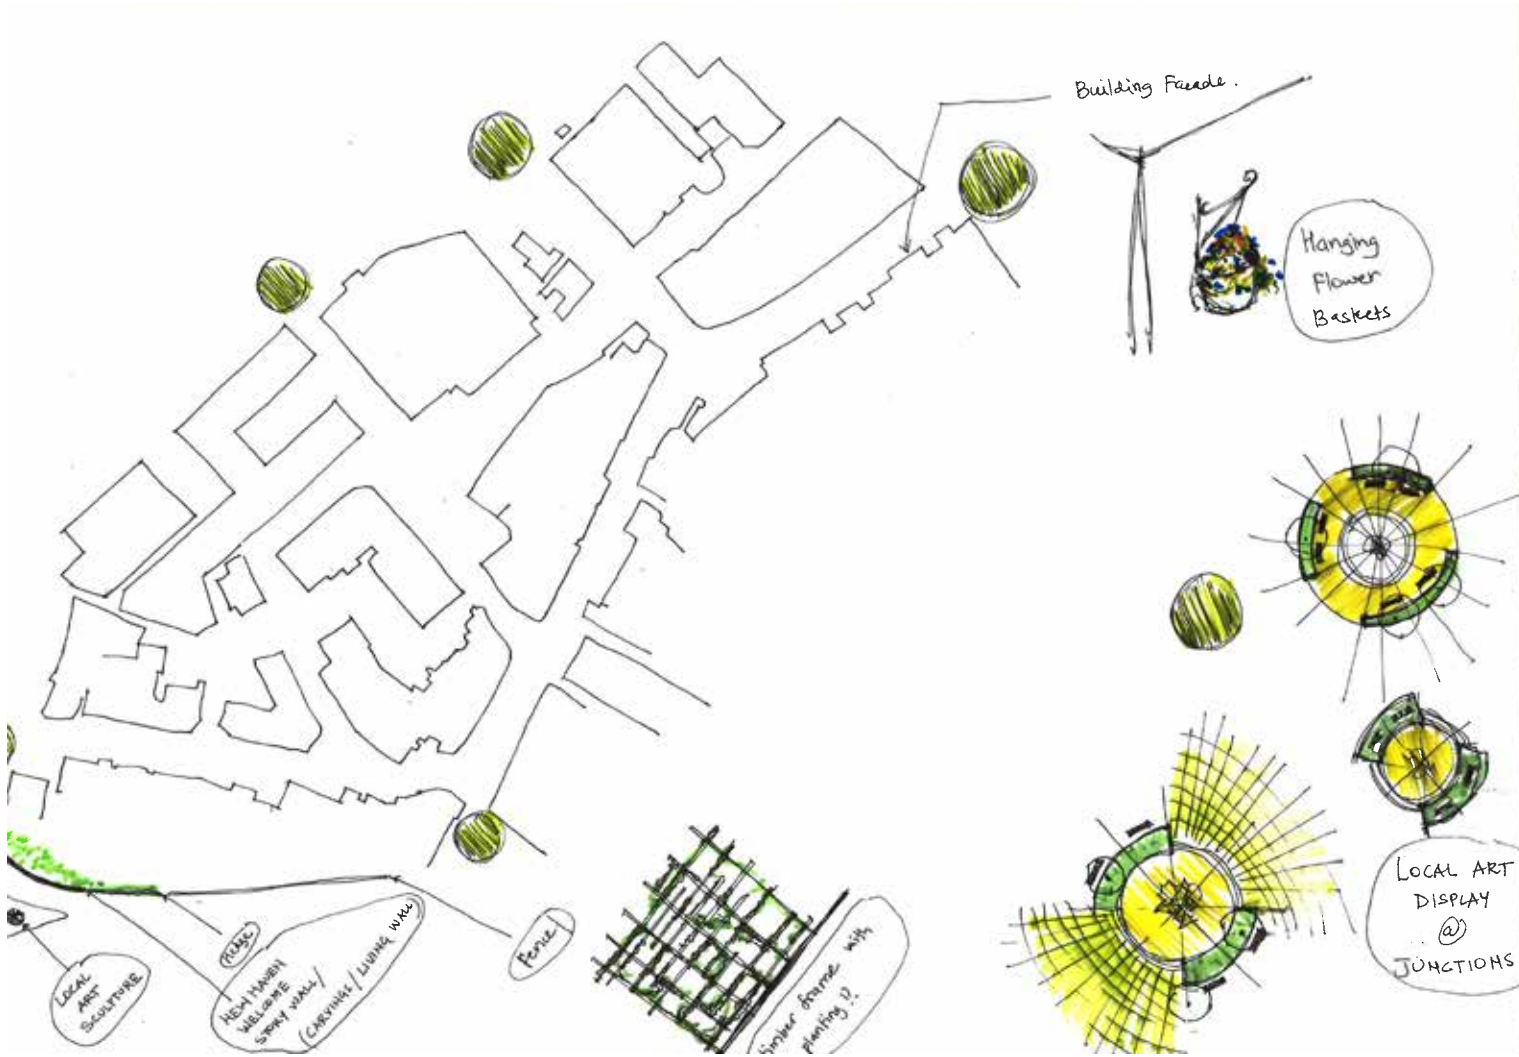 Building Facade.
Hanging
Flower
Baskets
LOCAL ART
DISPLAY
@
JUNCTIONS
Hedge
Fence
LOCAL
ART
SCULPTURE
NEW HAVEN
WELCOME
STORY WALL/
(CARVINGS/LIVING WALL
timber frame with
planting!!